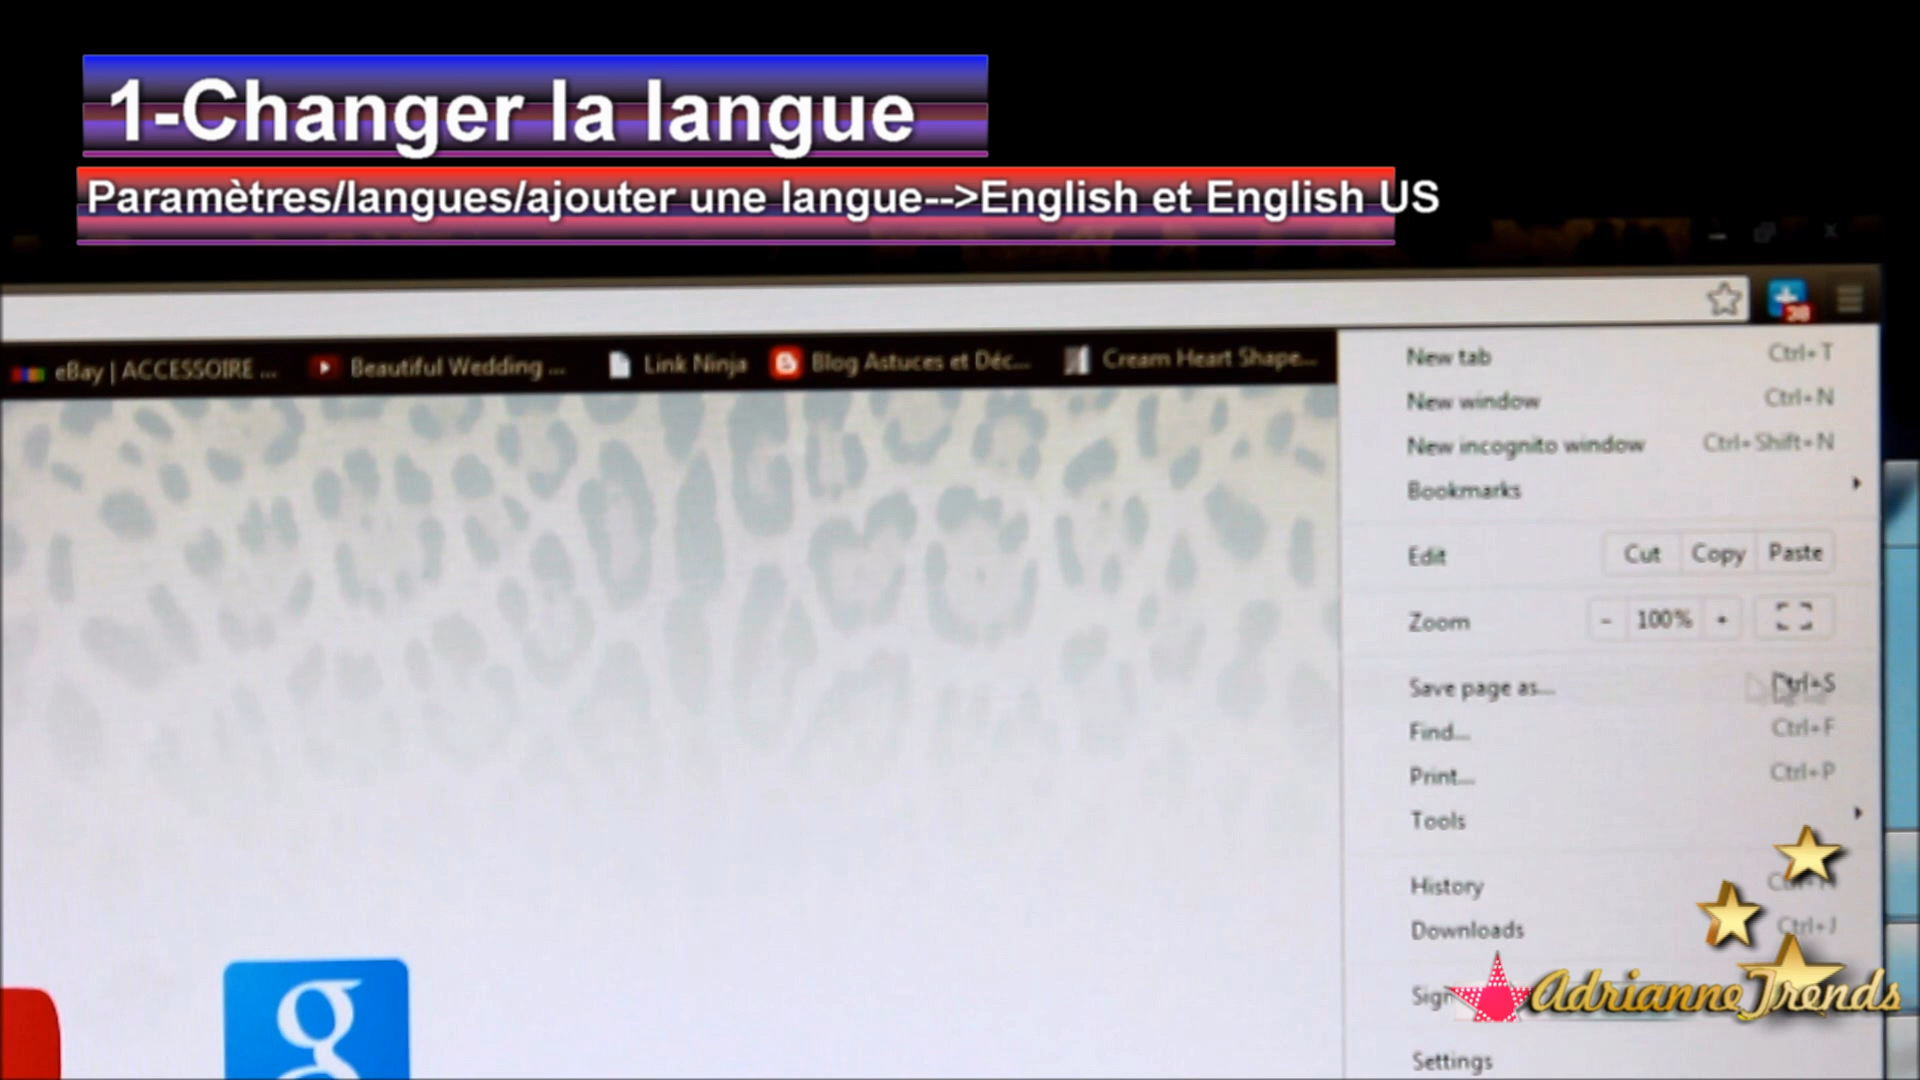 1-Changer la langue
Paramètres/langues/ajouter une langue-->English et English US
38
eBay | ACCESSOIRE ...
Beautiful Wedding ...
Link Ninja
Blog Astuces et Déc...
Cream Heart Shape...
New tab Ctrl+T
New window Ctrl+N
New incognito window Ctrl+Shift+N
Bookmarks
Edit Cut Copy Paste
Zoom - 100% +
Save page as... Ctrl+S
Find... Ctrl+F
Print... Ctrl+P
Tools
History
Downloads Ctrl+J
AdrianneTrends
Settings
g